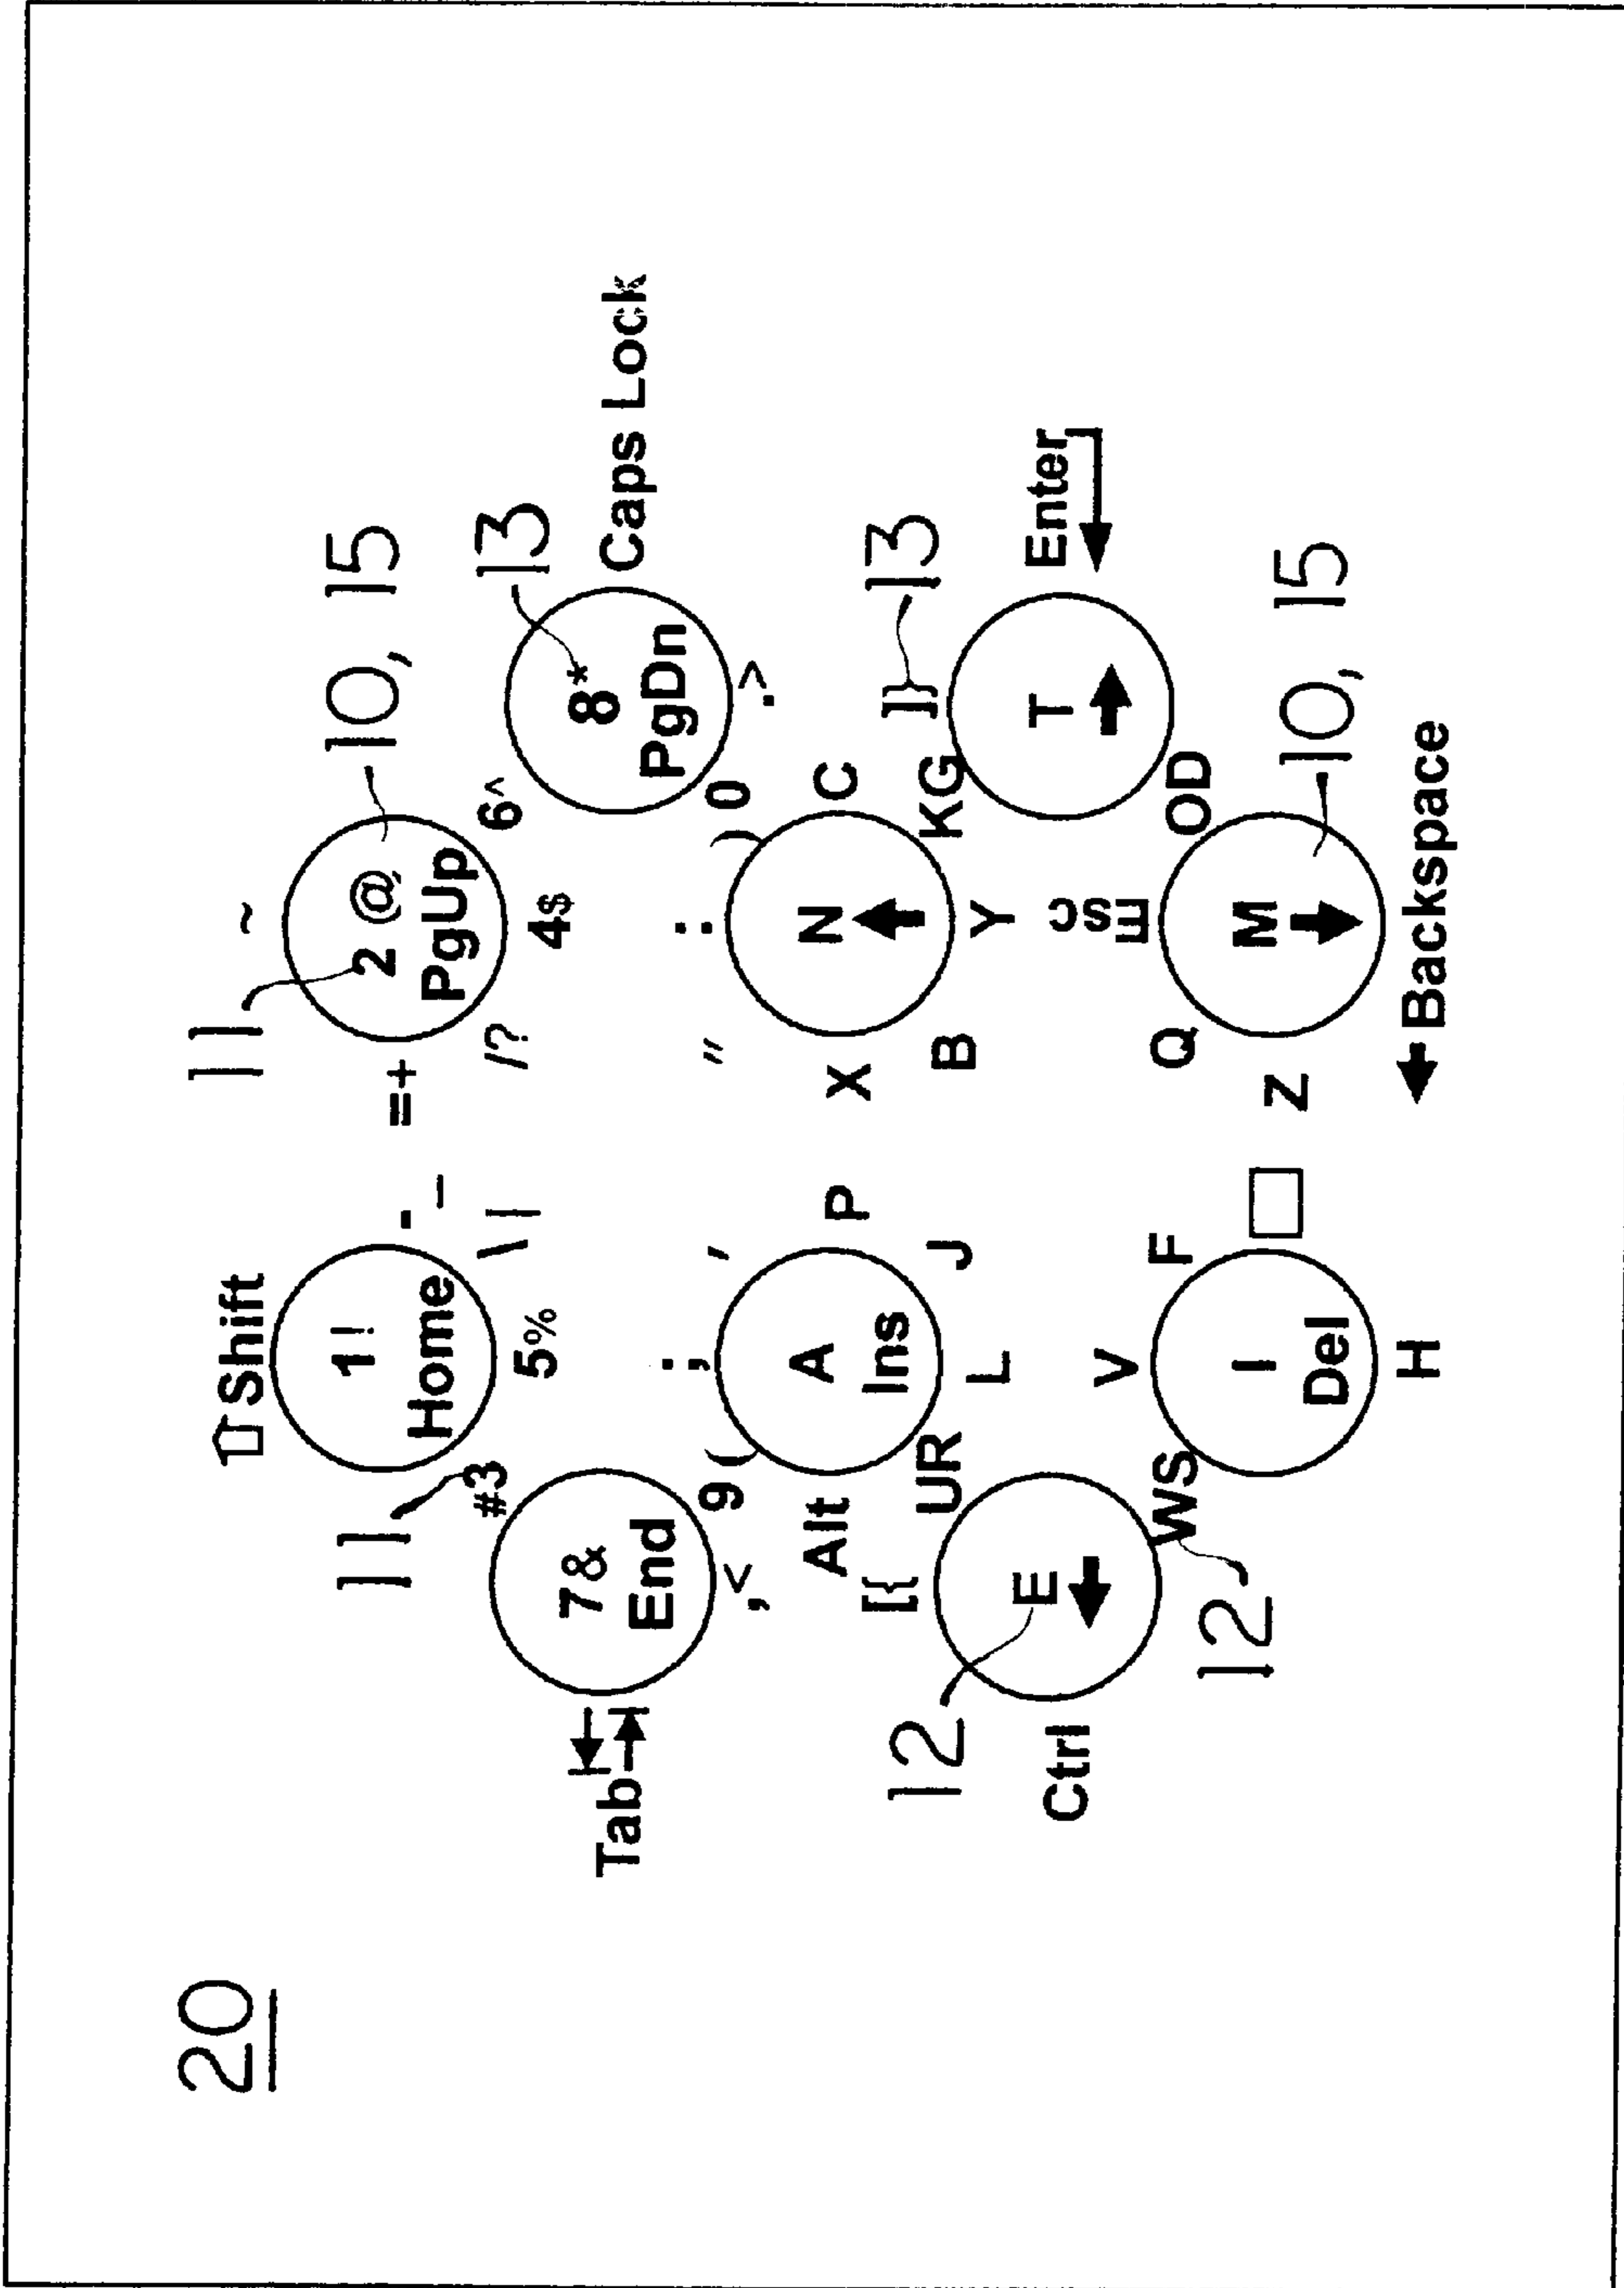 20
⇧Shift
11
~
11
1 !
Home
- _
=+
2 @
PgUp
10, 15
#3
5%
\ |
/?
4$
6^
13
Tab
7&
End
8*
PgDn
Caps Lock
,<
9 (
;
'
"
:
) 0
.>
Alt
A
Ins
P
X
N
↑
C
12
[{
UR
L
J
B
Y
KG
]}
13
Ctrl
E
←
V
Esc
T
→
Enter
12
WS
F
Q
OD
I
Del
□
Z
M
↓
10, 15
H
←Backspace